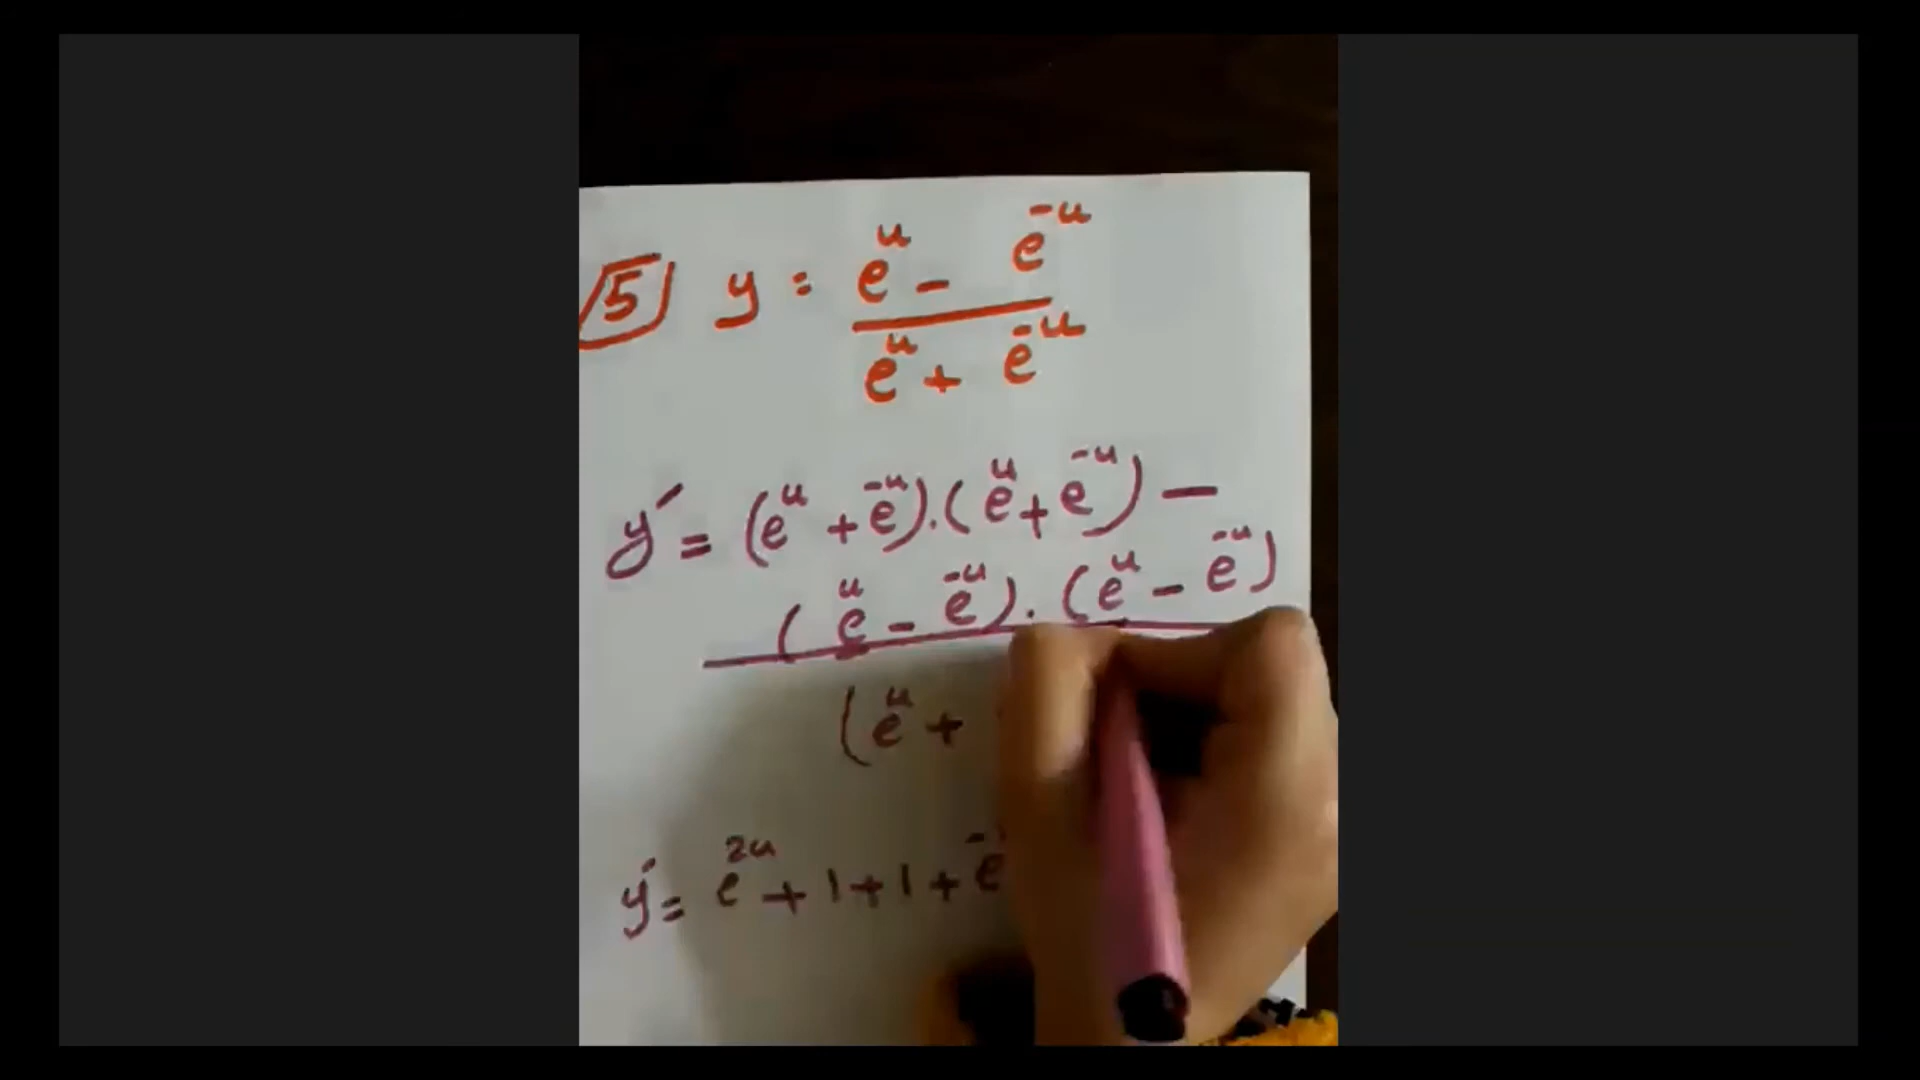 5 y = e^u - e^-u
e^u + e^-u
y' = (e^u + e^-u).(e^u + e^-u) -
(e^u - e^-u).(e^u - e^-u)
(e^u +
y' = e^2u + 1 + 1 + e^-